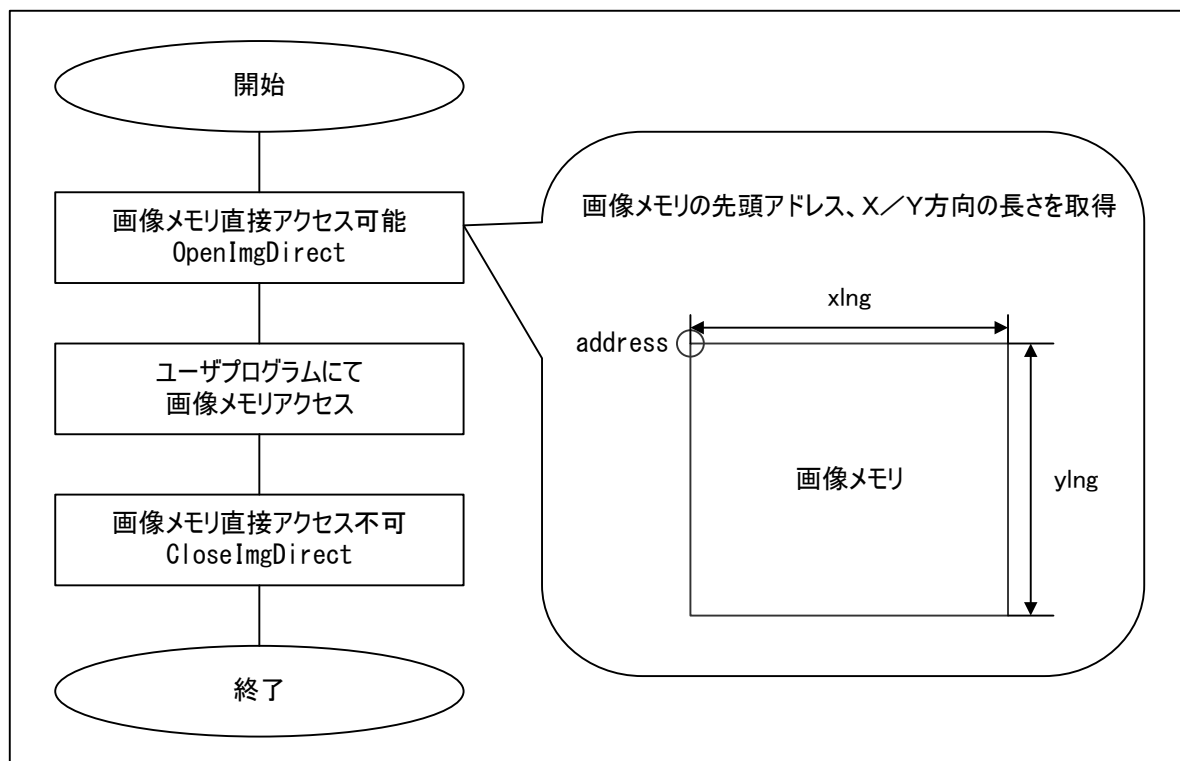 開始
画像メモリ直接アクセス可能
OpenImgDirect
ユーザプログラムにて
画像メモリアクセス
画像メモリ直接アクセス不可
CloseImgDirect
終了
画像メモリの先頭アドレス、X/Y方向の長さを取得
xlng
address
画像メモリ
ylng